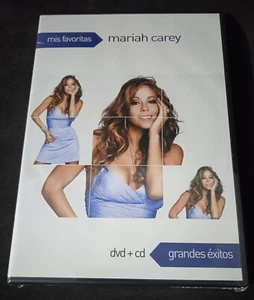 mis favoritas mariah carey
dvd + cd grandes éxitos